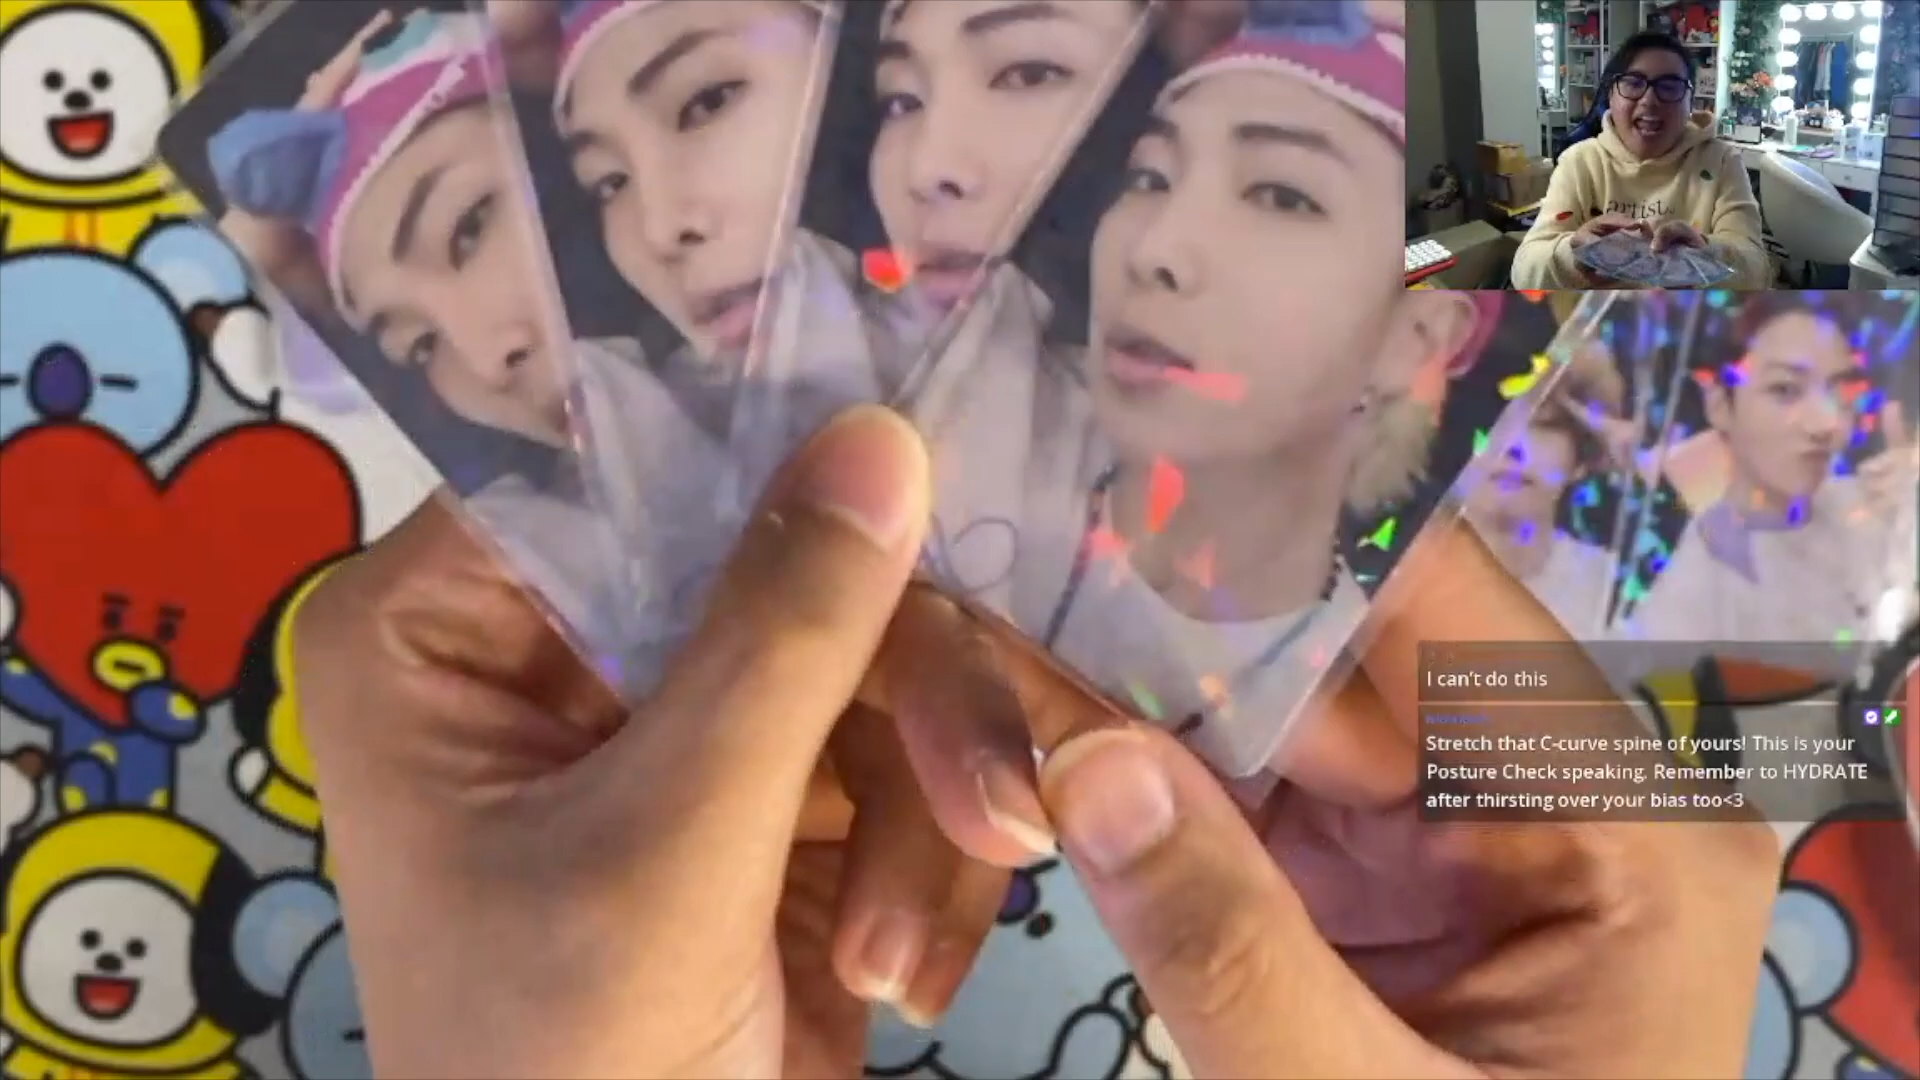 artist.
I can't do this
Stretch that C-curve spine of yours! This is your
Posture Check speaking. Remember to HYDRATE
after thirsting over your bias too<3